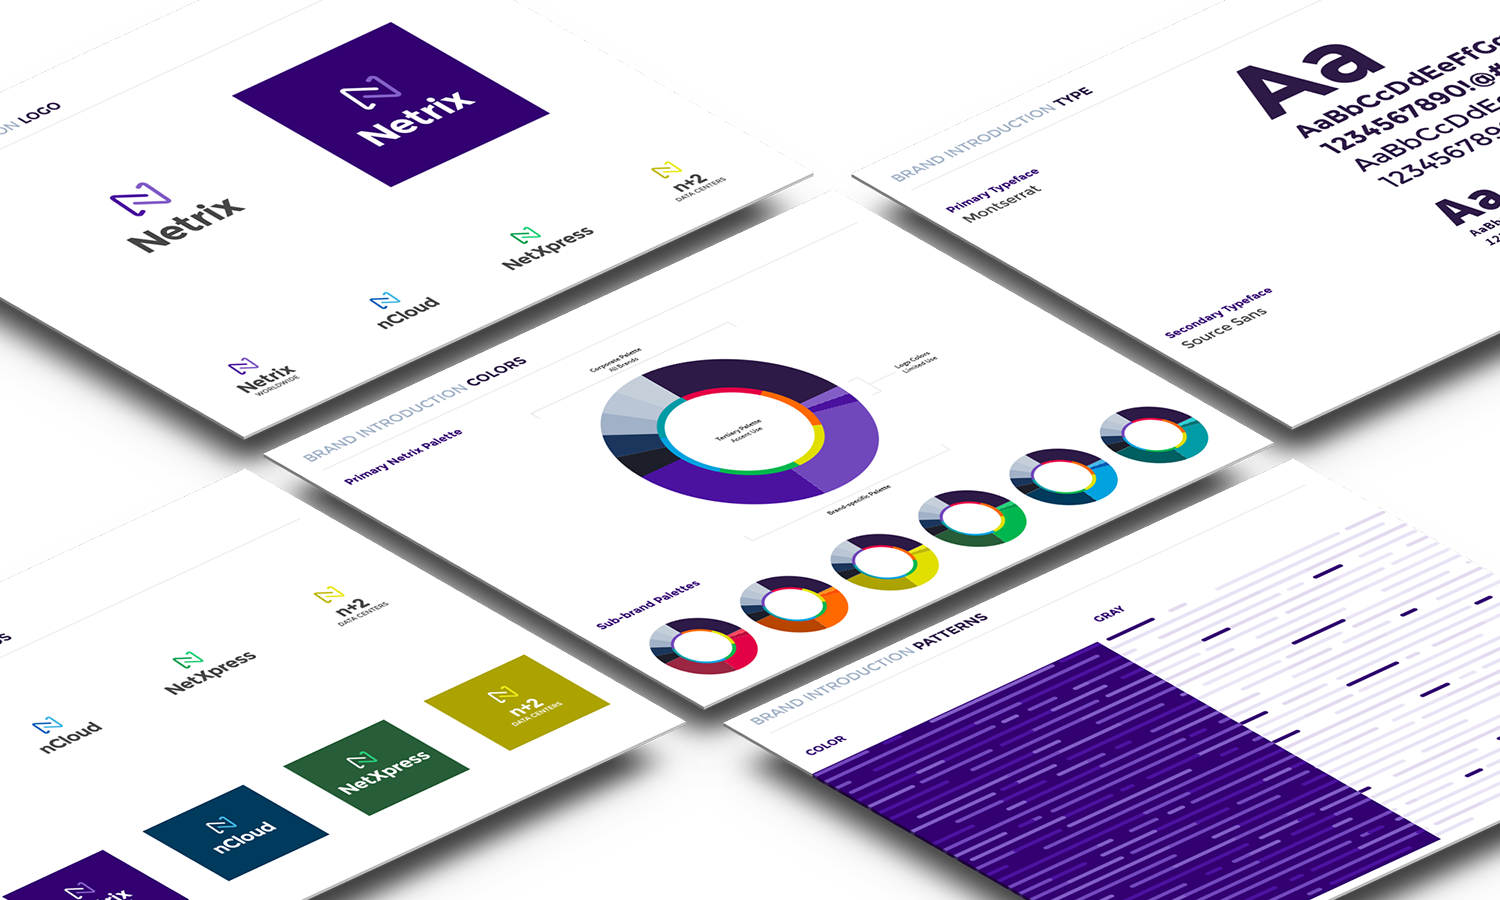 ON LOGO
Netrix
Netrix
Netrix
WORLDWIDE
nCloud
NetXpress
n+2
DATA CENTERS
BRAND INTRODUCTION TYPE
Primary Typeface
Montserrat
Secondary Typeface
Source Sans
Aa
AaBbCcDdEeFfG
1234567890!@#
AaBbCcDdE
123456789
Aa
BRAND INTRODUCTION COLORS
Primary Netrix Palette
Corporate Palette
All Brands
Logo Colors
Limited Use
Tertiary Palette
Accent Use
Brand-specific Palette
Sub-brand Palettes
nCloud
NetXpress
n+2
DATA CENTERS
rix
nCloud
NetXpress
n+2
DATA CENTERS
BRAND INTRODUCTION PATTERNS
COLOR
GRAY